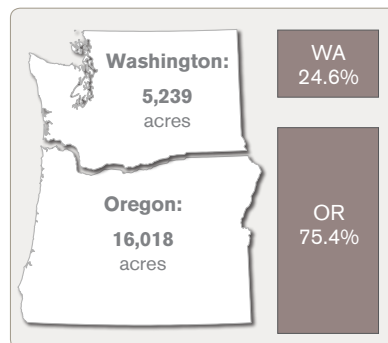 Washington:
5,239
acres
WA
24.6%
Oregon:
16,018
acres
OR
75.4%